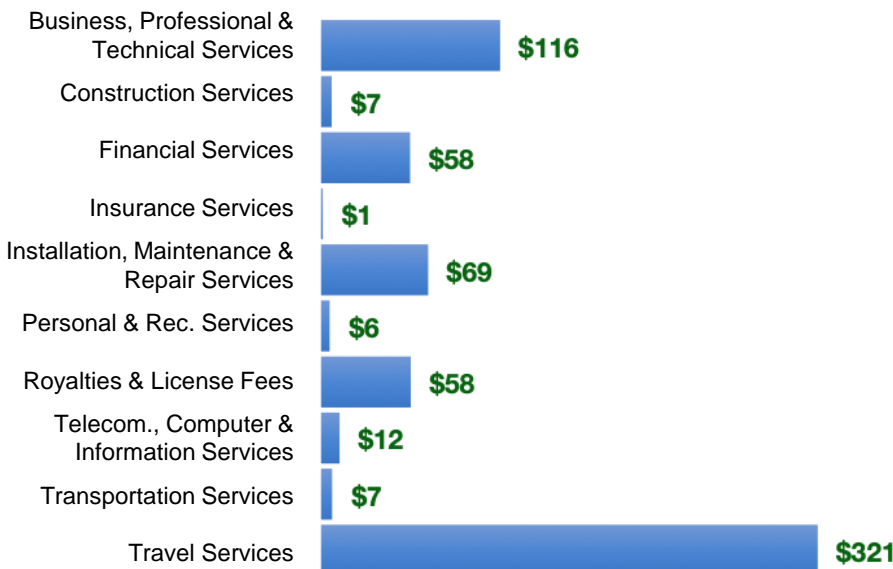 Business, Professional &
Technical Services
$116
Construction Services
$7
Financial Services
$58
Insurance Services
$1
Installation, Maintenance &
Repair Services
$69
Personal & Rec. Services
$6
Royalties & License Fees
$58
Telecom., Computer &
Information Services
$12
Transportation Services
$7
Travel Services
$321